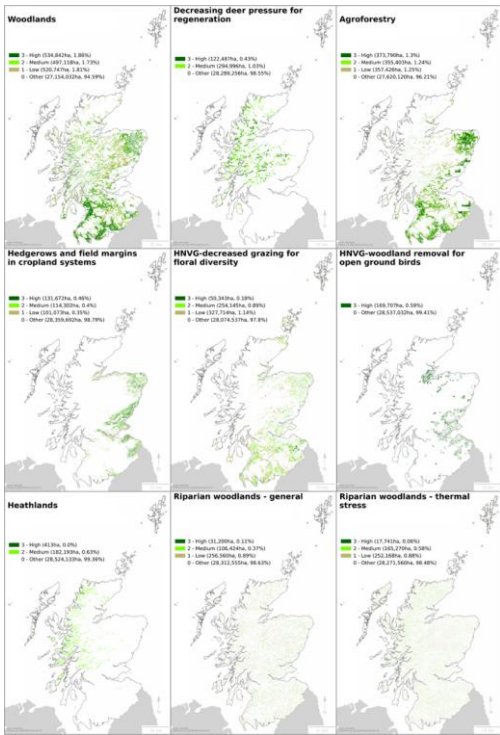 Woodlands
3 - High (534,842ha, 1.86%)
2 - Medium (497,118ha, 1.73%)
1 - Low (520,747ha, 1.81%)
0 - Other (27,154,032ha, 94.59%)
Decreasing deer pressure for
regeneration
3 - High (122,487ha, 0.43%)
2 - Medium (294,996ha, 1.03%)
0 - Other (28,289,256ha, 98.55%)
Agroforestry
3 - High (373,790ha, 1.3%)
2 - Medium (355,403ha, 1.24%)
1 - Low (357,426ha, 1.25%)
0 - Other (27,620,120ha, 96.21%)
Hedgerows and field margins
in cropland systems
3 - High (131,673ha, 0.46%)
2 - Medium (114,302ha, 0.4%)
1 - Low (101,073ha, 0.35%)
0 - Other (28,359,692ha, 98.79%)
HNVG-decreased grazing for
floral diversity
3 - High (50,343ha, 0.18%)
2 - Medium (254,145ha, 0.89%)
1 - Low (327,714ha, 1.14%)
0 - Other (28,074,537ha, 97.8%)
HNVG-woodland removal for
open ground birds
3 - High (169,707ha, 0.59%)
0 - Other (28,537,032ha, 99.41%)
Heathlands
3 - High (413ha, 0.0%)
2 - Medium (182,193ha, 0.63%)
0 - Other (28,524,133ha, 99.36%)
Riparian woodlands - general
3 - High (31,200ha, 0.11%)
2 - Medium (106,424ha, 0.37%)
1 - Low (256,560ha, 0.89%)
0 - Other (28,312,555ha, 98.63%)
Riparian woodlands - thermal
stress
3 - High (17,741ha, 0.06%)
2 - Medium (165,270ha, 0.58%)
1 - Low (252,168ha, 0.88%)
0 - Other (28,271,560ha, 98.48%)